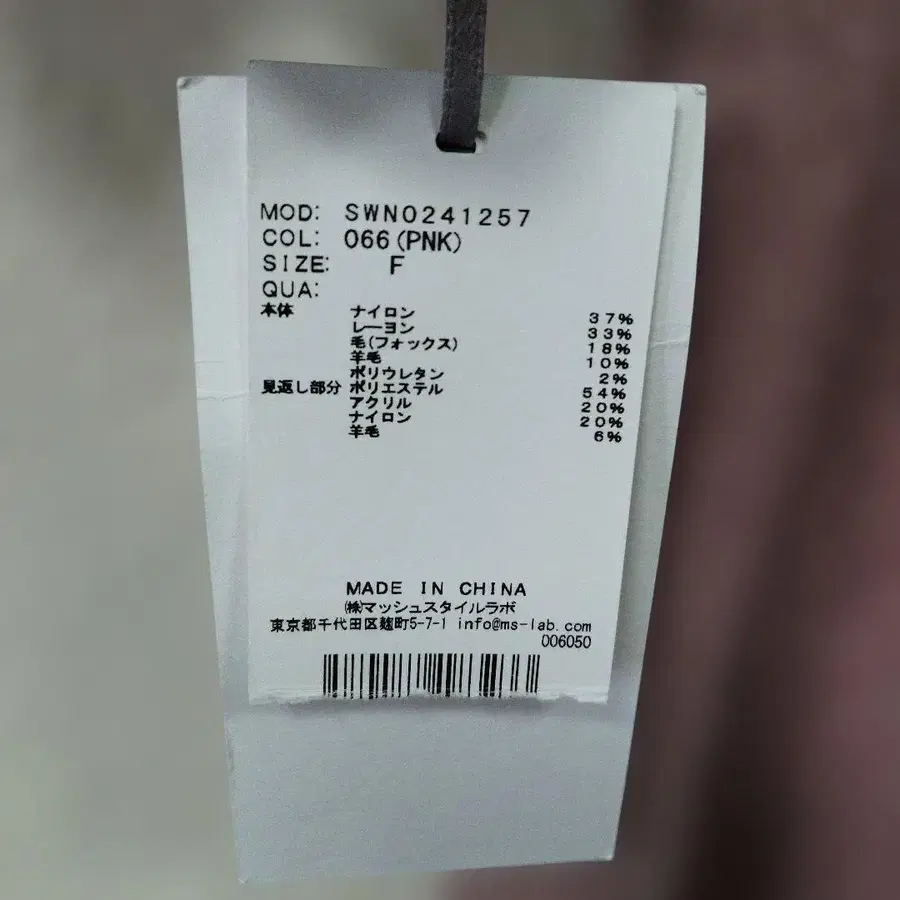 MOD: SWN0241257
COL: 066(PNK)
SIZE: F
QUA:
本体 ナイロン 37%
レーヨン 33%
毛(フォックス) 18%
羊毛 10%
ポリウレタン 2%
見返し部分 ポリエステル 54%
アクリル 20%
ナイロン 20%
羊毛 6%
MADE IN CHINA
㈱マッシュスタイルラボ
東京都千代田区麹町5-7-1 info@ms-lab.com
006050